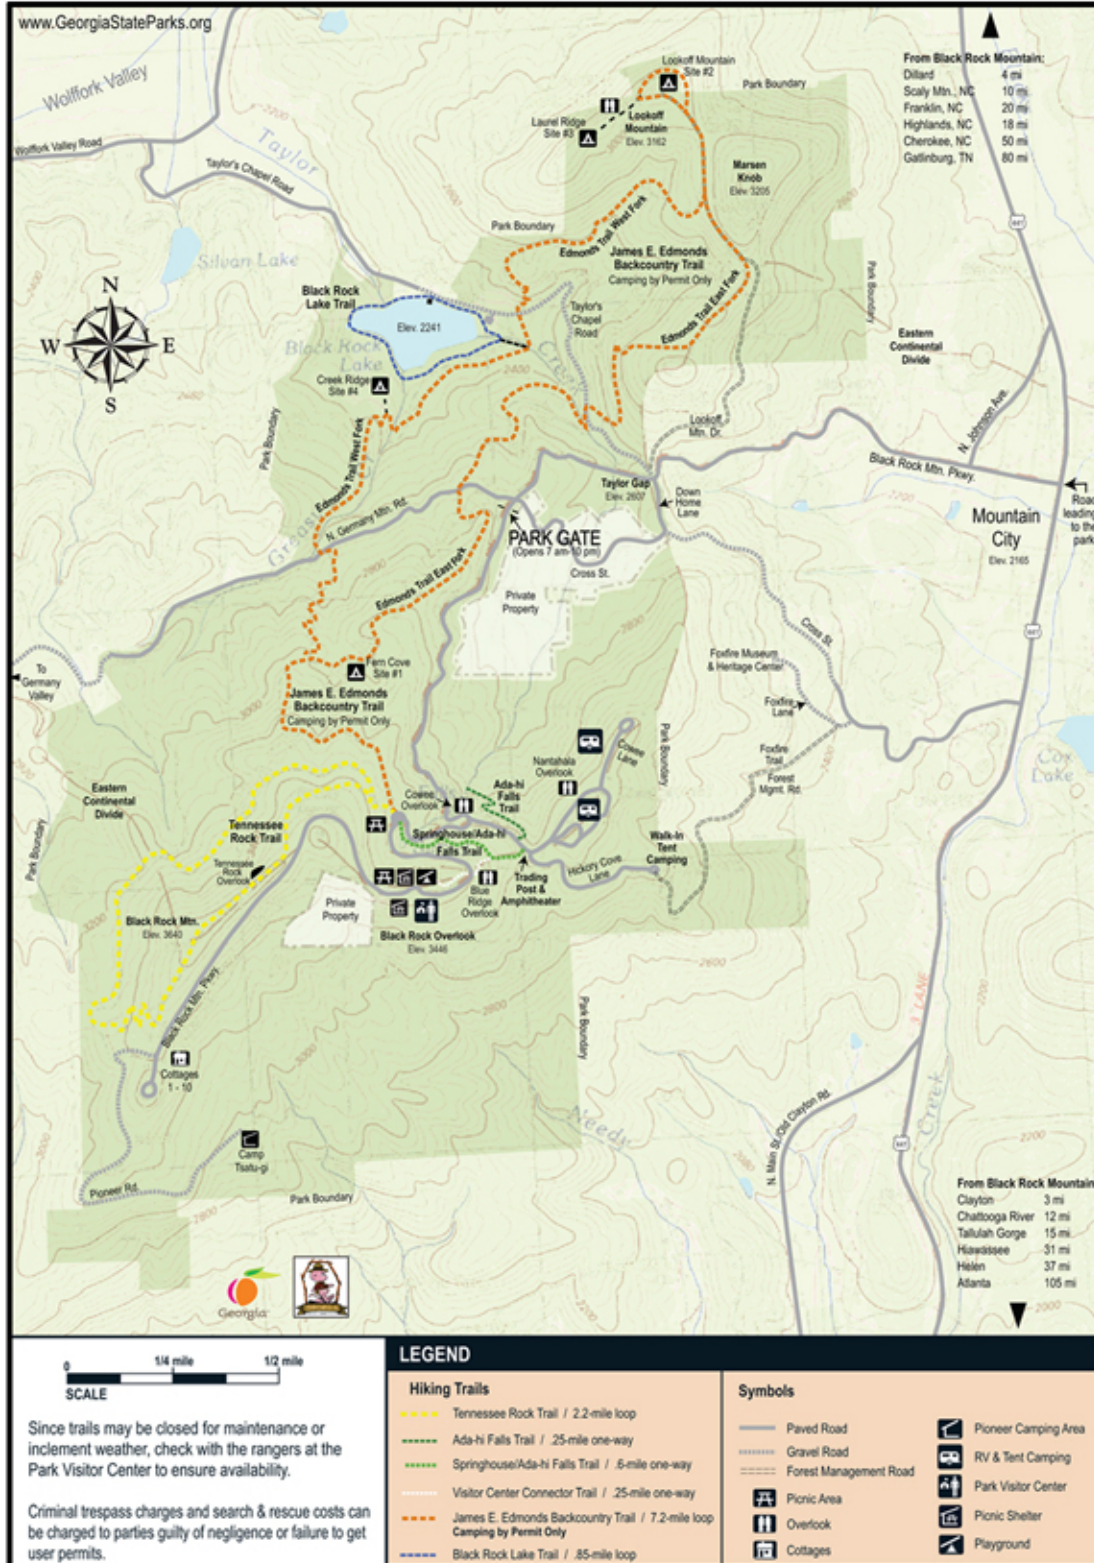 www.GeorgiaStateParks.org
Wolffork Valley
Wolffork Valley Road
Taylor's Chapel Road
Taylor
Creek
Silvan Lake
Lookoff Mountain
Site #2
Park Boundary
Laurel Ridge
Site #3
Lookoff
Mountain
Elev. 3162
From Black Rock Mountain:
Dillard 4 mi
Scaly Mtn., NC 10 mi
Franklin, NC 20 mi
Highlands, NC 18 mi
Cherokee, NC 50 mi
Gatlinburg, TN 80 mi
Marsen
Knob
Elev. 3205
Park Boundary
Edmonds Trail West Fork
James E. Edmonds
Backcountry Trail
Camping by Permit Only
Edmonds Trail East Fork
Park Boundary
441
N
W E
S
Black Rock
Lake Trail
Elev. 2241
Black Rock
Lake
Taylor's
Chapel
Road
2400
Creek Ridge
Site #4
Eastern
Continental
Divide
Park Boundary
Edmonds Trail West Fork
Lookoff
Mtn. Dr.
N. Johnson Ave.
Black Rock Mtn. Pkwy.
Taylor Gap
Elev. 2607
Down
Home
Lane
Road
leading
to the
park
Mountain
City
Elev. 2165
N. Germany Mtn. Rd.
PARK GATE
(Opens 7 am-10 pm)
Cross St.
Private
Property
Edmonds Trail East Fork
Cross St.
441
To
Germany
Valley
Fern Cove
Site #1
James E. Edmonds
Backcountry Trail
Camping by Permit Only
Foxfire Museum
& Heritage Center
Foxfire
Lane
Foxfire
Trail
Forest
Mgmt. Rd.
Cox
Lake
Park Boundary
Cowee
Lane
Nantahala
Overlook
Ada-hi
Falls
Trail
Cowee
Overlook
Eastern
Continental
Divide
Park Boundary
Tennessee
Rock Trail
Tennessee
Rock
Overlook
Springhouse/Ada-hi
Falls Trail
Walk-In
Tent
Camping
Hickory Cove
Lane
Trading
Post &
Amphitheater
Blue
Ridge
Overlook
Private
Property
Black Rock Overlook
Elev. 3446
Black Rock Mtn.
Elev. 3640
Black Rock Mtn. Pkwy
Park Boundary
2600
2800
Cottages
1 - 10
Camp
Tsatu-gi
Pioneer Rd.
Park Boundary
Needy
Creek
N. Main St./Old Clayton Rd.
441
2200
From Black Rock Mountain
Clayton 3 mi
Chattooga River 12 mi
Tallulah Gorge 15 mi
Hiawassee 31 mi
Helen 37 mi
Atlanta 105 mi
2000
Georgia
0 1/4 mile 1/2 mile
SCALE
Since trails may be closed for maintenance or
inclement weather, check with the rangers at the
Park Visitor Center to ensure availability.
Criminal trespass charges and search & rescue costs can
be charged to parties guilty of negligence or failure to get
user permits.
LEGEND
Hiking Trails
Tennessee Rock Trail / 2.2-mile loop
Ada-hi Falls Trail / .25-mile one-way
Springhouse/Ada-hi Falls Trail / .6-mile one-way
Visitor Center Connector Trail / .25-mile one-way
James E. Edmonds Backcountry Trail / 7.2-mile loop
Camping by Permit Only
Black Rock Lake Trail / .85-mile loop
Symbols
Paved Road
Gravel Road
Forest Management Road
Picnic Area
Overlook
Cottages
Pioneer Camping Area
RV & Tent Camping
Park Visitor Center
Picnic Shelter
Playground